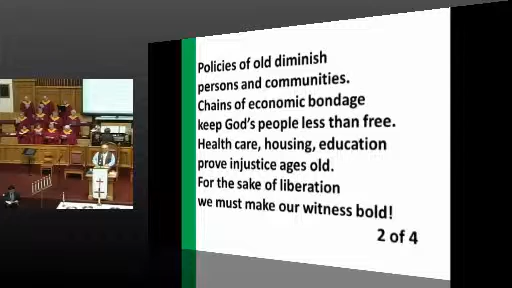 Policies of old diminish
persons and communities.
Chains of economic bondage
keep God's people less than free.
Health care, housing, education
prove injustice ages old.
For the sake of liberation
we must make our witness bold!
2 of 4